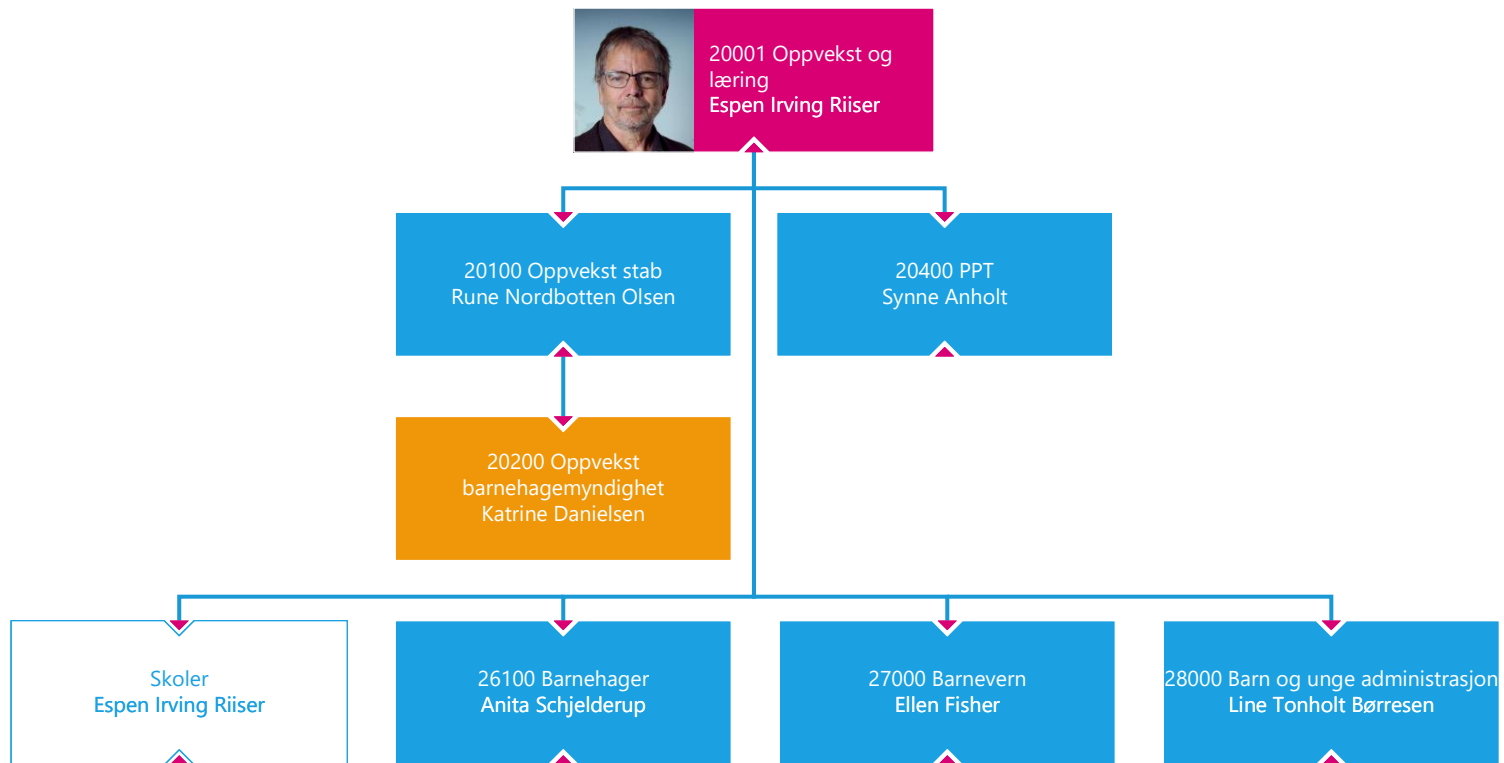 20001 Oppvekst og
læring
Espen Irving Riiser
20100 Oppvekst stab
Rune Nordbotten Olsen
20400 PPT
Synne Anholt
20200 Oppvekst
barnehagemyndighet
Katrine Danielsen
Skoler
Espen Irving Riiser
26100 Barnehager
Anita Schjelderup
27000 Barnevern
Ellen Fisher
28000 Barn og unge administrasjon
Line Tonholt Børresen